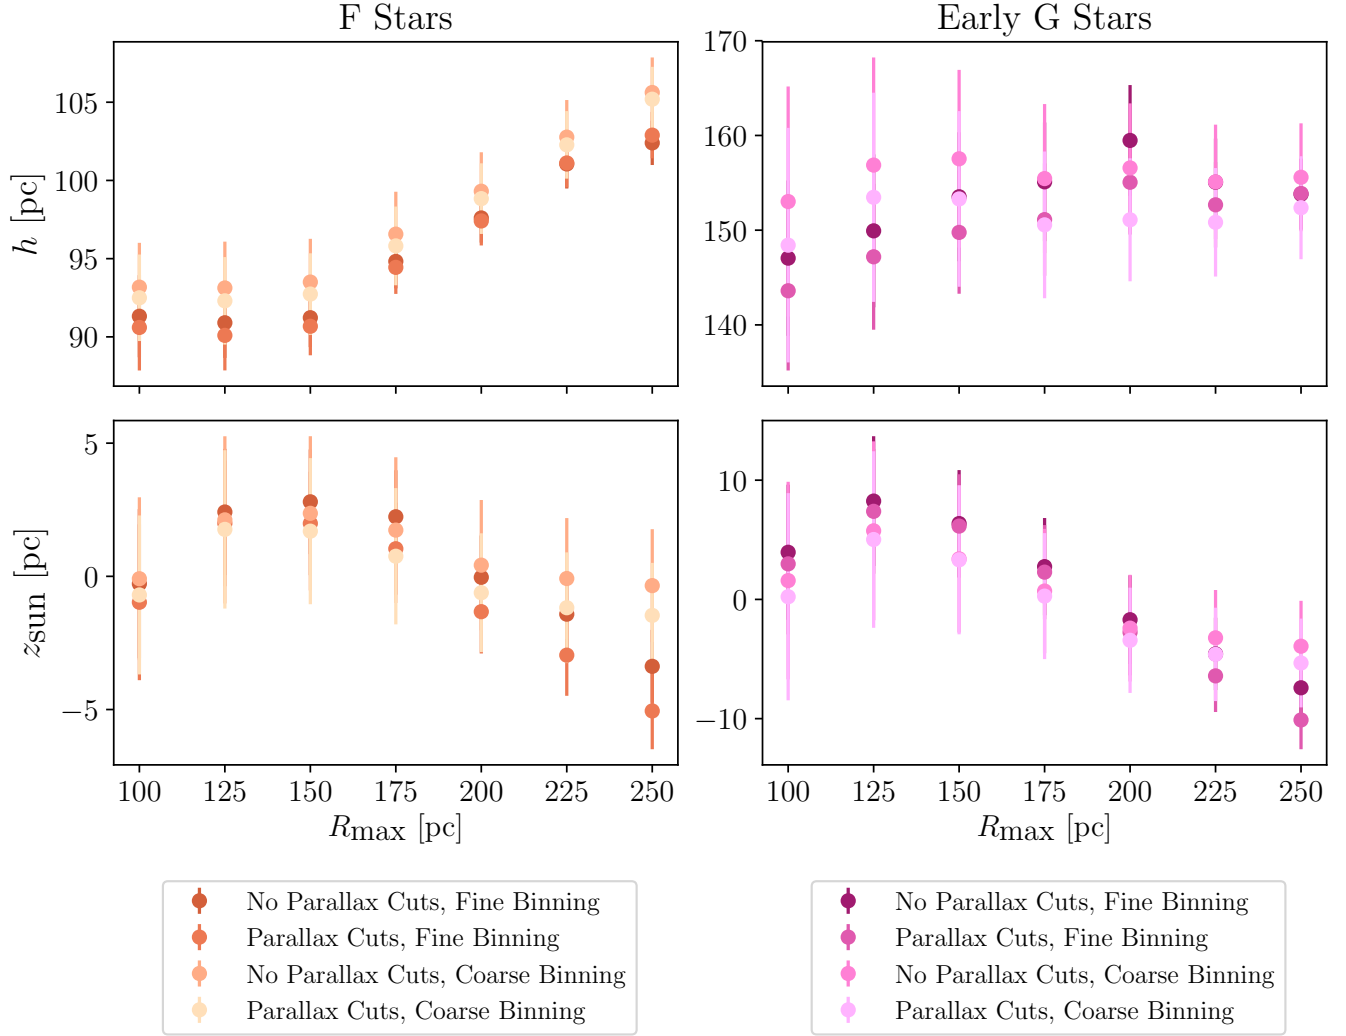 F Stars
Early G Stars
h [pc]
105
100
95
90
170
160
150
140
z_sun [pc]
5
0
−5
10
0
−10
100 125 150 175 200 225 250
100 125 150 175 200 225 250
R_max [pc]
R_max [pc]
No Parallax Cuts, Fine Binning
Parallax Cuts, Fine Binning
No Parallax Cuts, Coarse Binning
Parallax Cuts, Coarse Binning
No Parallax Cuts, Fine Binning
Parallax Cuts, Fine Binning
No Parallax Cuts, Coarse Binning
Parallax Cuts, Coarse Binning